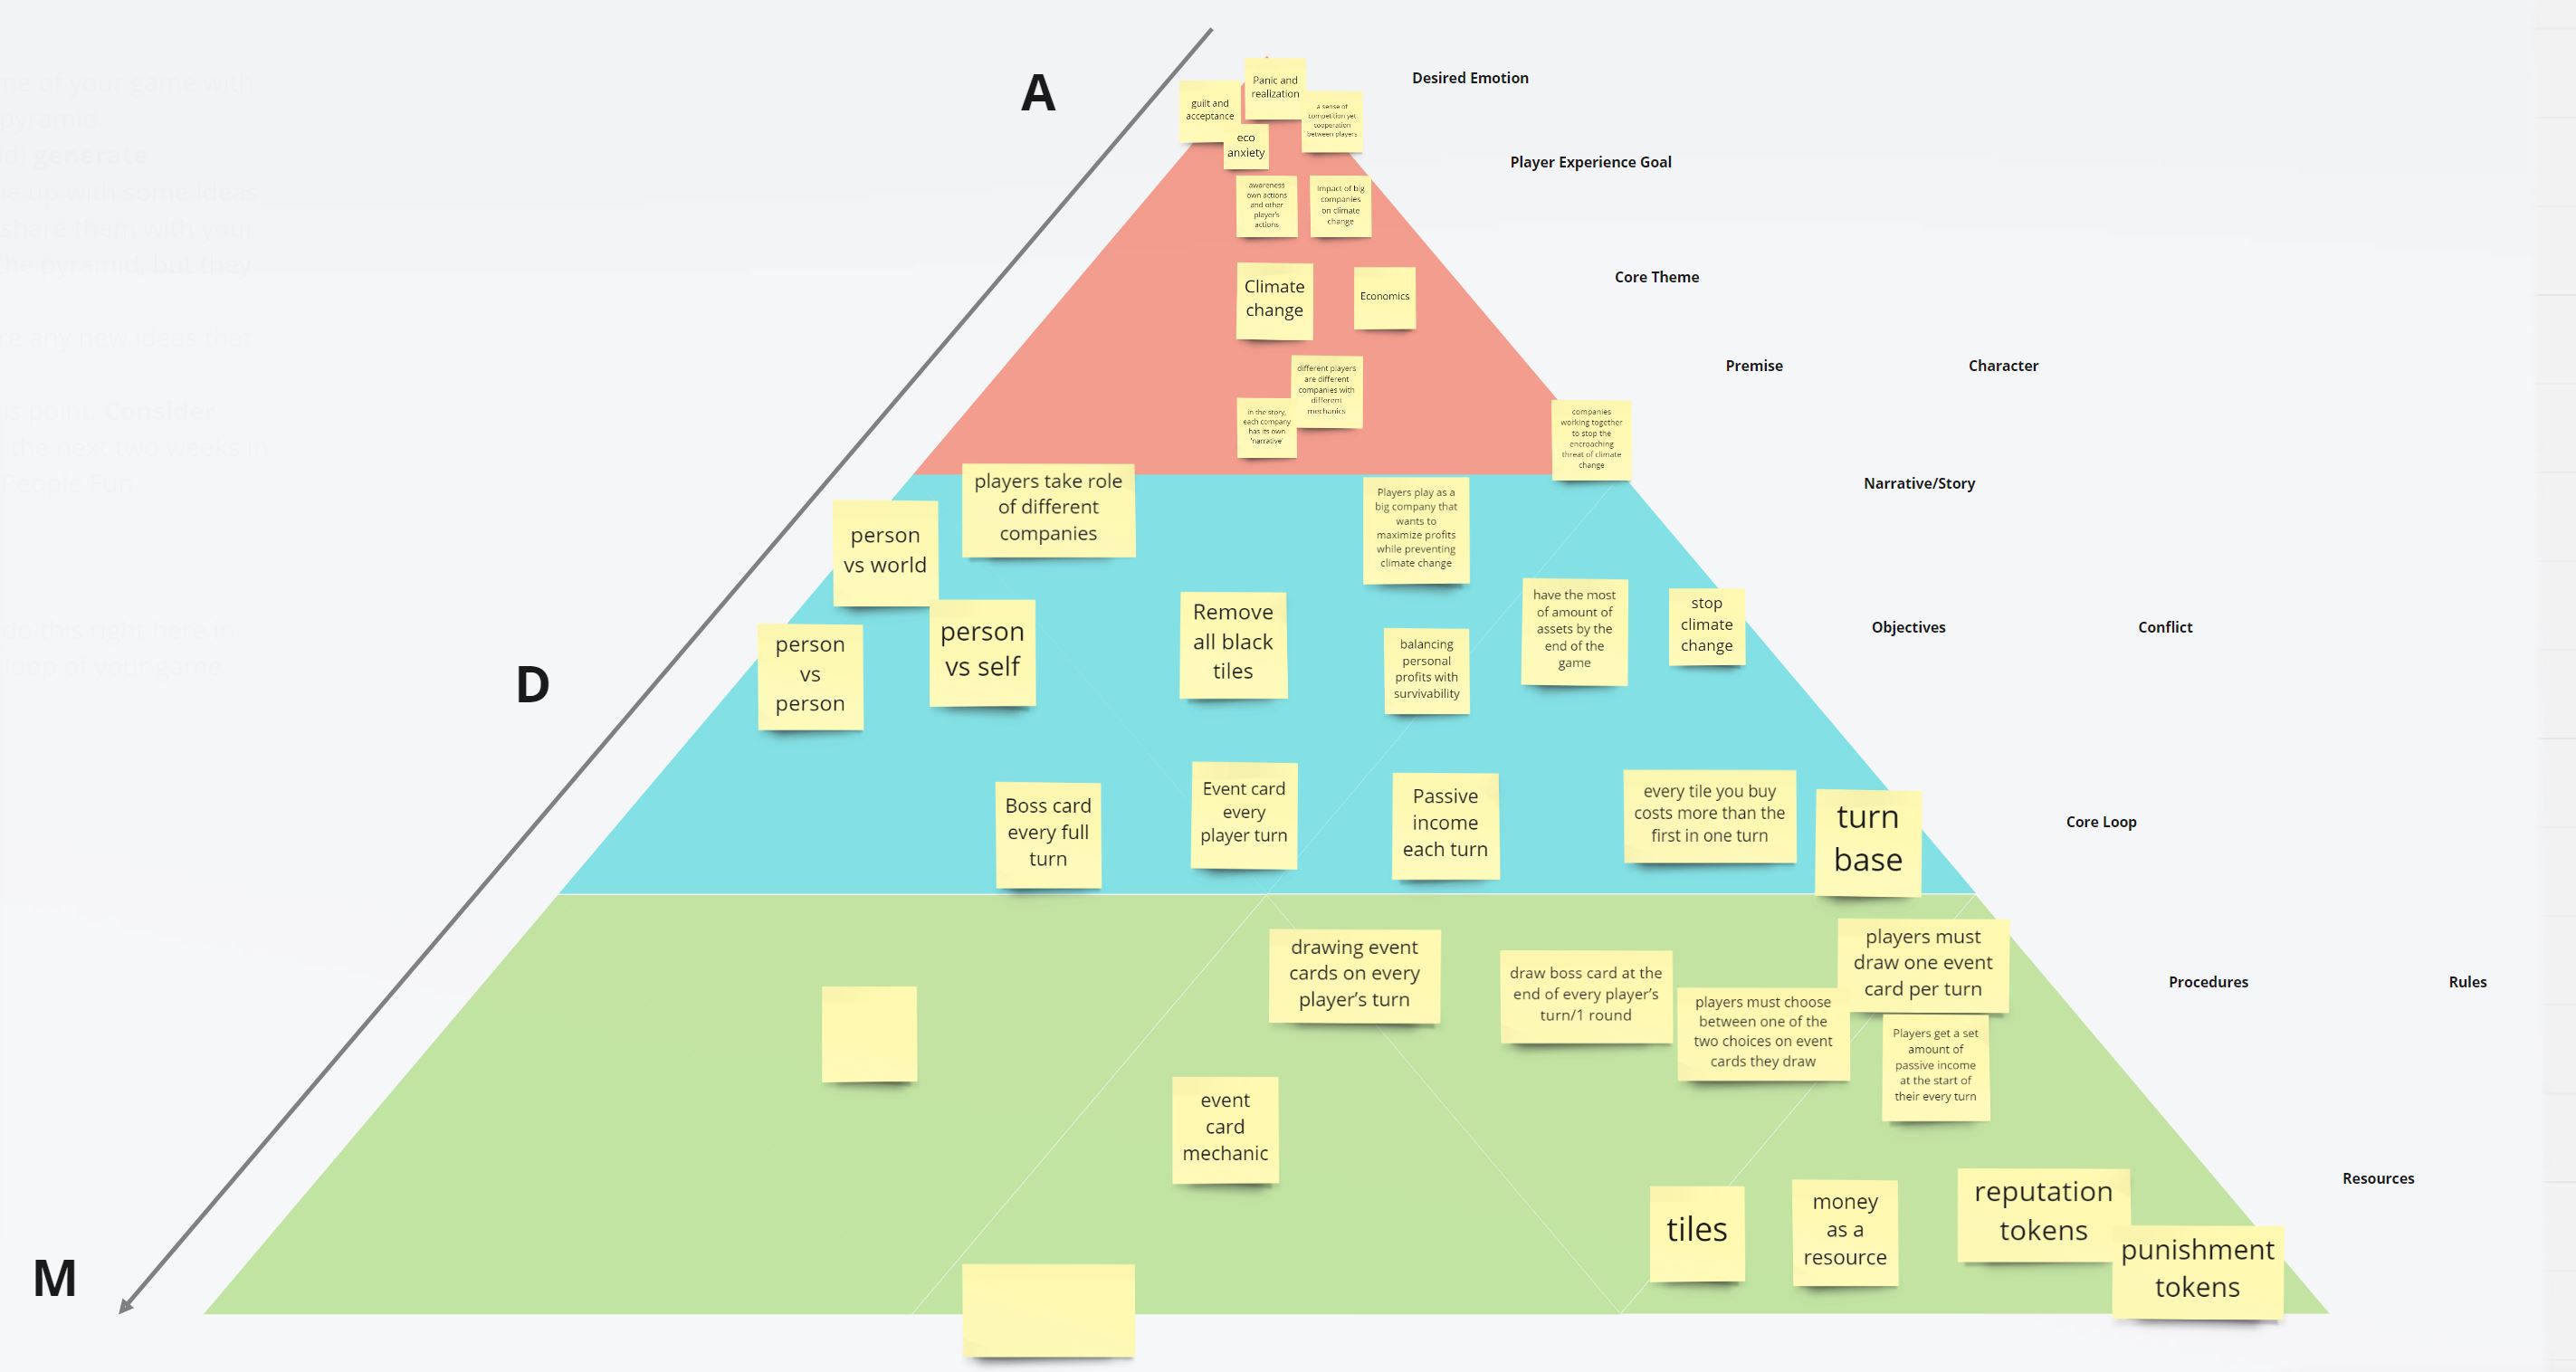 A
Panic and
realization
guilt and
acceptance
a sense of
competition yet
cooperation
between players
eco
anxiety
Desired Emotion
Player Experience Goal
awareness
own actions
and other
player's
actions
Impact of big
companies
on climate
change
Core Theme
Climate
change
Economics
Premise
Character
different players
are different
companies with
different
mechanics
in the story,
each company
has its own
'narrative'
companies
working together
to stop the
encroaching
threat of climate
change
Narrative/Story
players take role
of different
companies
Players play as a
big company that
wants to
maximize profits
while preventing
climate change
D
person
vs world
person
vs
person
person
vs self
Remove
all black
tiles
balancing
personal
profits with
survivability
have the most
of amount of
assets by the
end of the
game
stop
climate
change
Objectives
Conflict
Boss card
every full
turn
Event card
every
player turn
Passive
income
each turn
every tile you buy
costs more than the
first in one turn
turn
base
Core Loop
drawing event
cards on every
player's turn
draw boss card at the
end of every player's
turn/1 round
players must choose
between one of the
two choices on event
cards they draw
players must
draw one event
card per turn
Players get a set
amount of
passive income
at the start of
their every turn
Procedures
Rules
event
card
mechanic
M
tiles
money
as a
resource
reputation
tokens
punishment
tokens
Resources